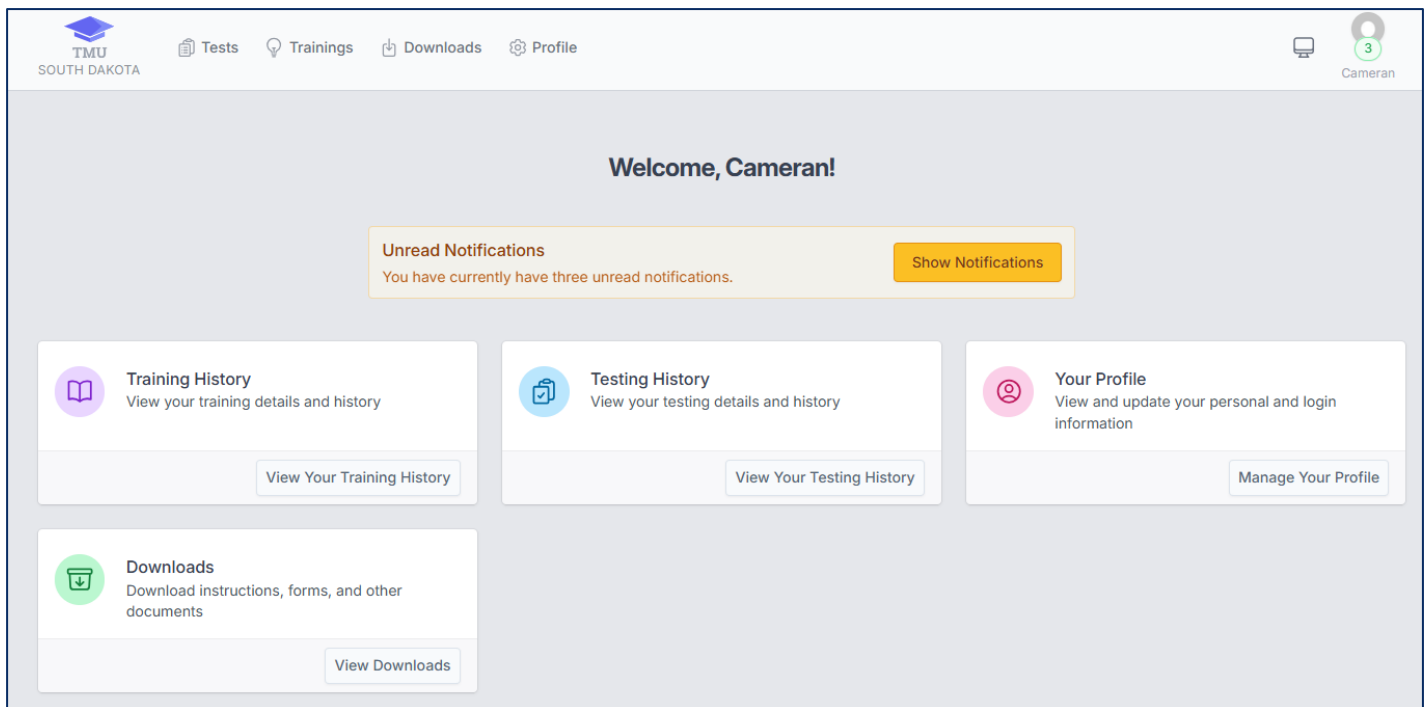 TMU
SOUTH DAKOTA
Tests
Trainings
Downloads
Profile
3
Cameran
Welcome, Cameran!
Unread Notifications
You have currently have three unread notifications.
Show Notifications
Training History
View your training details and history
View Your Training History
Testing History
View your testing details and history
View Your Testing History
Your Profile
View and update your personal and login
information
Manage Your Profile
Downloads
Download instructions, forms, and other
documents
View Downloads